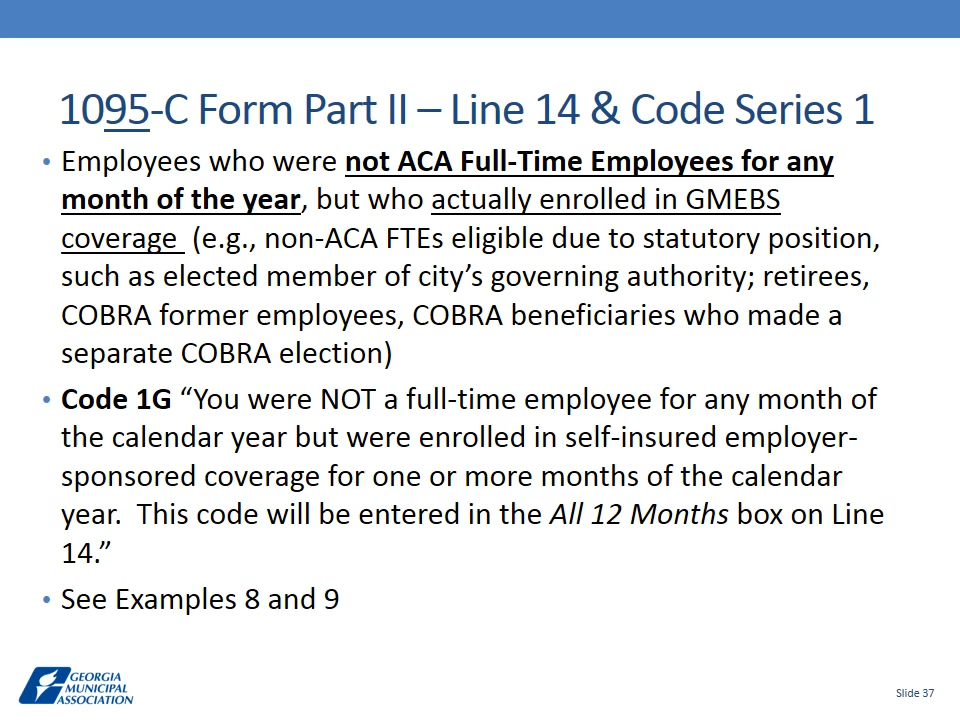 1095-C Form Part II – Line 14 & Code Series 1
• Employees who were not ACA Full-Time Employees for any
month of the year, but who actually enrolled in GMEBS
coverage (e.g., non-ACA FTEs eligible due to statutory position,
such as elected member of city's governing authority; retirees,
COBRA former employees, COBRA beneficiaries who made a
separate COBRA election)
• Code 1G “You were NOT a full-time employee for any month of
the calendar year but were enrolled in self-insured employer-
sponsored coverage for one or more months of the calendar
year. This code will be entered in the All 12 Months box on Line
14.”
• See Examples 8 and 9
GEORGIA
MUNICIPAL
ASSOCIATION
Slide 37